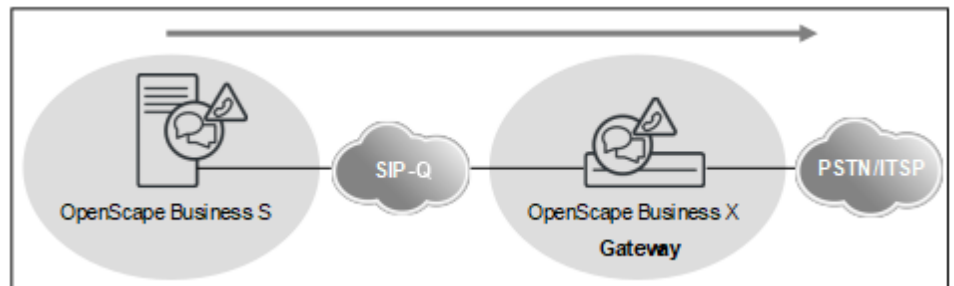 OpenScape Business S
SIP-Q
OpenScape Business X
Gateway
PSTN/ITSP